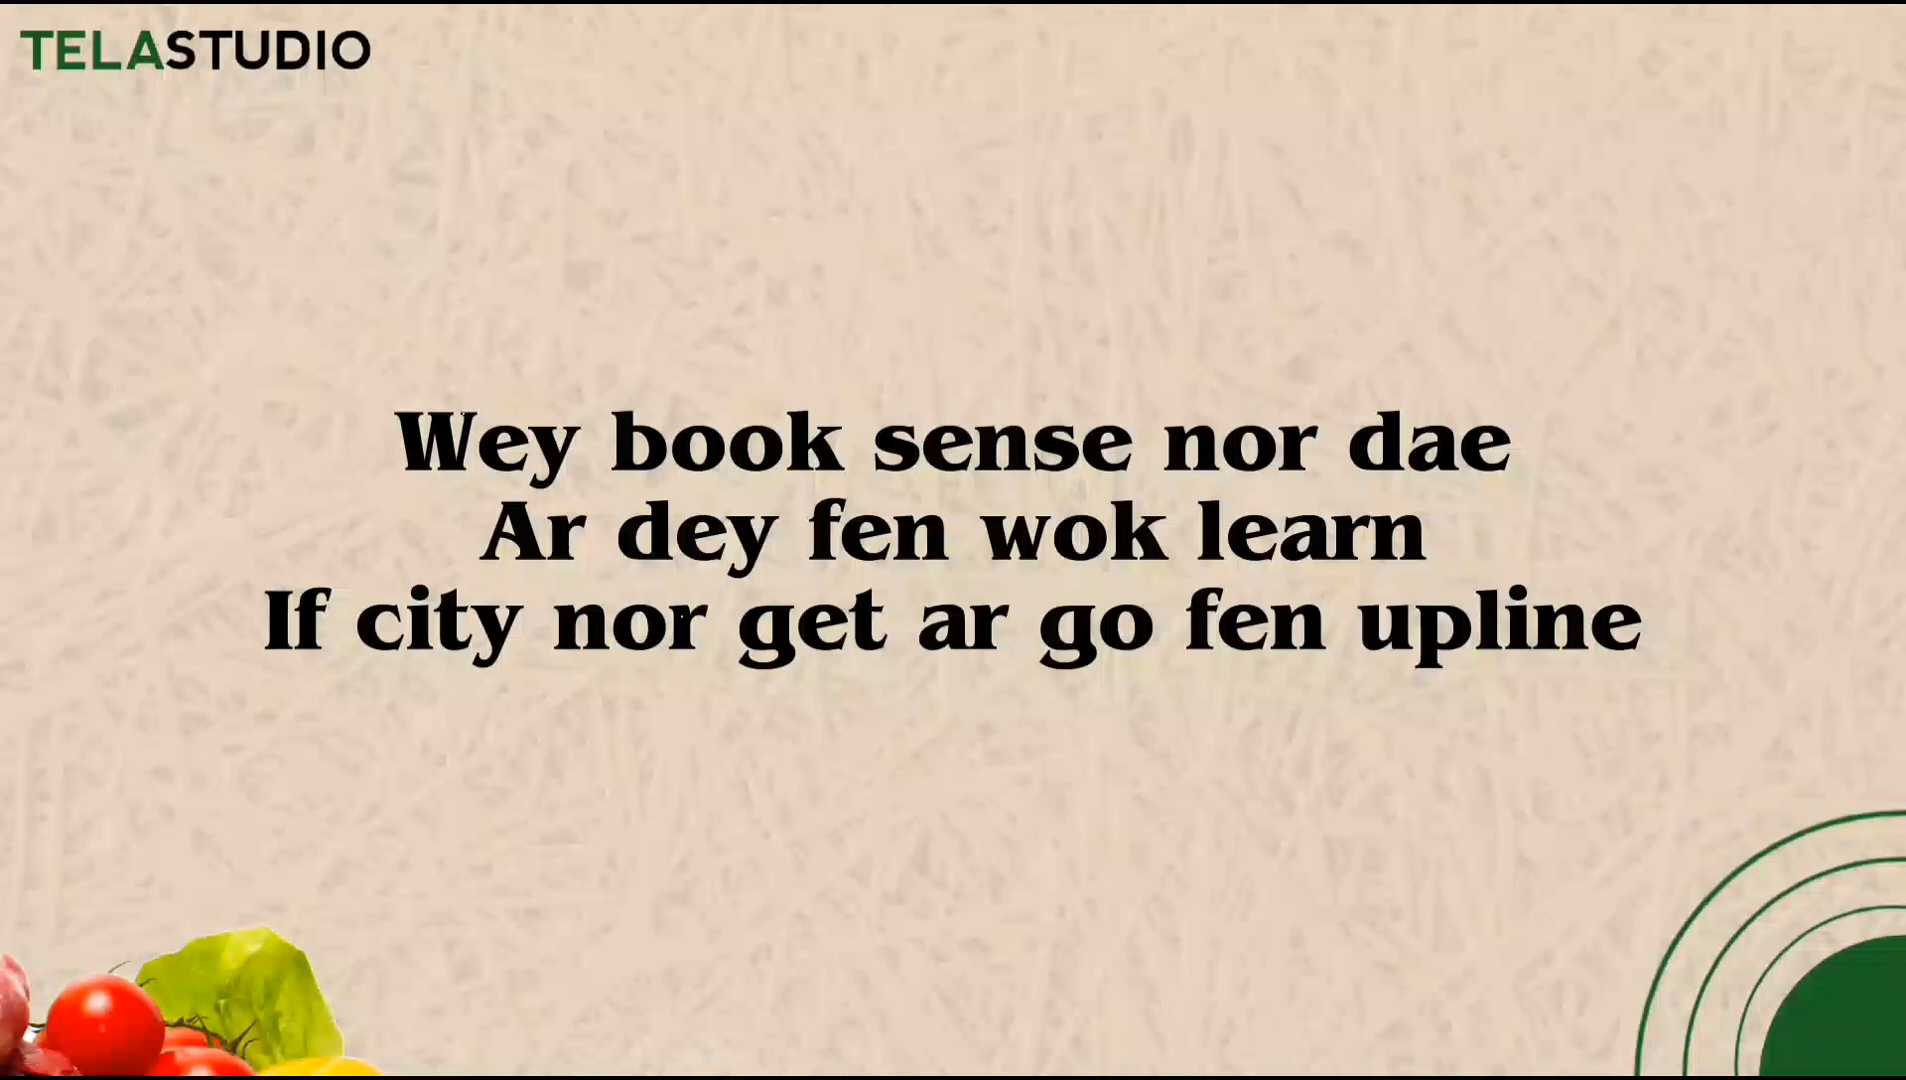 TELASTUDIO
Wey book sense nor dae
Ar dey fen wok learn
If city nor get ar go fen upline